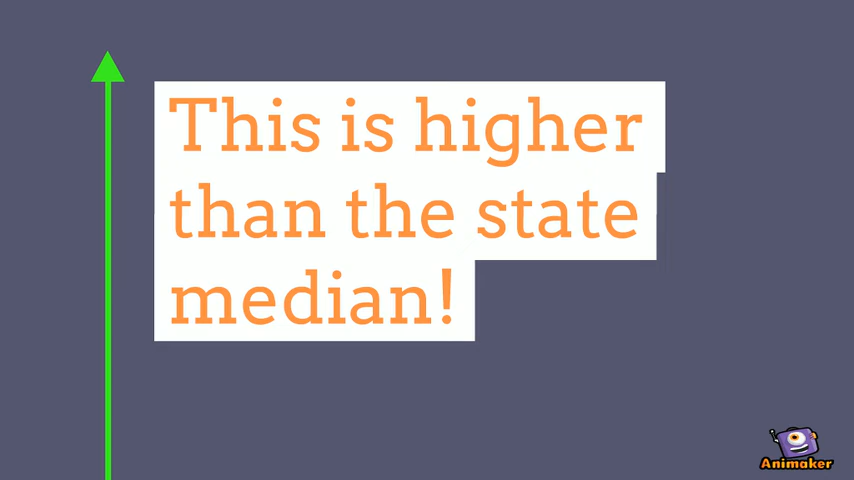 This is higher
than the state
median!
Animaker